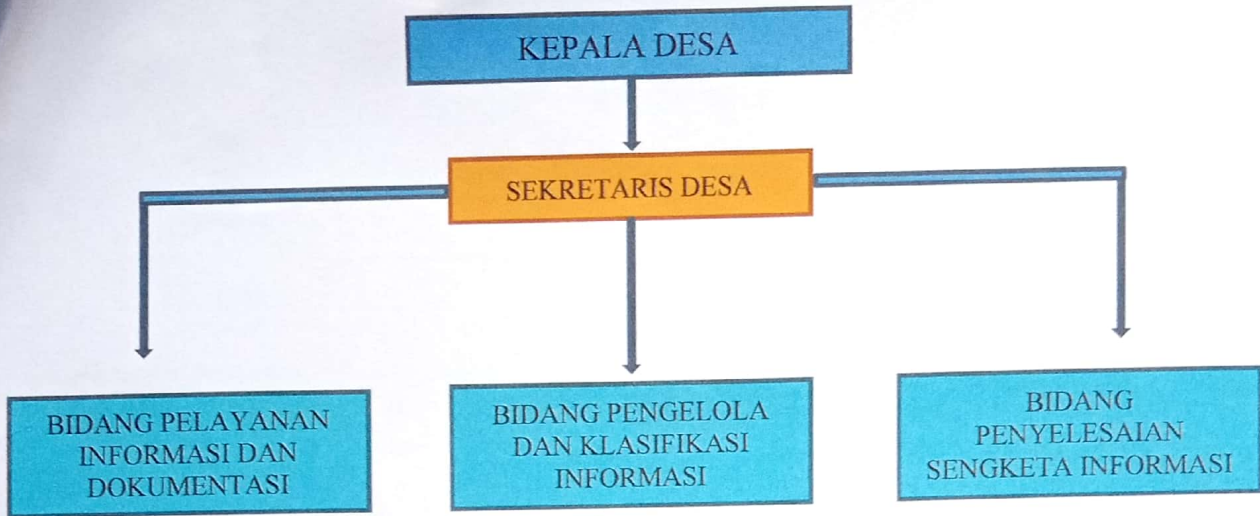 KEPALA DESA
SEKRETARIS DESA
BIDANG PELAYANAN
INFORMASI DAN
DOKUMENTASI
BIDANG PENGELOLA
DAN KLASIFIKASI
INFORMASI
BIDANG
PENYELESAIAN
SENGKETA INFORMASI